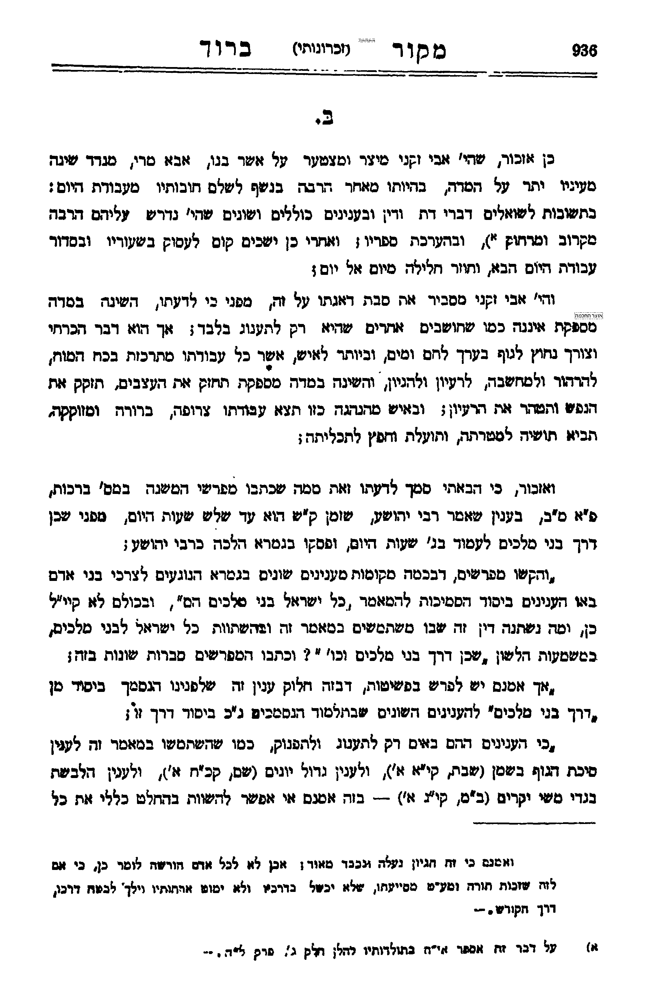 936 מקור (זכרונותי) ברוך
ב.
כן אזכור, שהי' אבי זקני מיצר ומצטער על אשר בנו, אבא מרי, מנדד שינה
מעיניו יתר על המדה, בהיותו מאחר הרבה בנשף לשלם חובותיו מעבודת היום:
בתשובות לשואלים דברי דת ודין ובענינים כוללים ושונים שהי' נדרש עליהם הרבה
מקרוב ומרחוק א), ובהערכת ספריו; ואחרי כן ישכים קום לעסוק בשעוריו ובסדור
עבודת היום הבא, וחוזר חלילה מיום אל יום;
והי' אבי זקני מסביר את סבת דאגתו על זה, מפני כי לדעתו, השינה במדה
אוצר החכמה
מספקת איננה כמו שחושבים אחרים שהיא רק לתענוג בלבד; אך הוא דבר הכרחי
וצורך נחוץ לגוף בערך לחם ומים, וביותר לאיש, אשר כל עבודתו מתרכזת בכח המוח,
להרהור ולמחשבה, לרעיון ולהגיון, והשינה במדה מספקת תחזק את העצבים, תזקק את
הנפש ותטהר את הרעיון; ובאיש מהנהגה כזו תצא עבודתו צרופה, ברורה ומזוקקה,
תביא תושיה למטרתה, ותועלת וחפץ לתכליתה;
ואזכור, כי הבאתי סמך לדעתו זאת ממה שכתבו מפרשי המשנה במס' ברכות,
פ"א מ"ב, בענין שאמר רבי יהושע, שזמן ק"ש הוא עד שלש שעות היום, מפני שכן
דרך בני מלכים לעמוד בג' שעות היום, ופסקו בגמרא הלכה כרבי יהושע;
„והקשו מפרשים, דבכמה מקומות מענינים שונים בגמרא הנוגעים לצרכי בני אדם
באו הענינים ביסוד הסמיכות להמאמר „כל ישראל בני מלכים הם", ובכולם לא קיי"ל
כן, ומה נשתנה דין זה שבו משתמשים במאמר זה ובהשתוות כל ישראל לבני מלכים,
במשמעות הלשון „שכן דרך בני מלכים וכו' "? וכתבו המפרשים סברות שונות בזה;
„אך אמנם יש לפרש בפשיטות, דבזה חלוק ענין זה שלפנינו הנסמך ביסוד מן
„דרך בני מלכים" להענינים השונים שבתלמוד הנסמכים ג"כ ביסוד דרך זו;
„כי הענינים ההם באים רק לתענוג ולתפנוק, כמו שהשתמשו במאמר זה לענין
סיכת הגוף בשמן (שבת, קי"א א'), ולענין גדול יונים (שם, קכ"ח א'), ולענין הלבשת
בגדי משי יקרים (ב"מ, קי"ג א') — בזה אמנם אי אפשר להשוות בהחלט כללי את כל
ואמנם כי זה הגיון נעלה ונכבד מאוד; אכן לא לכל אדם הורשה לומר כן, כי אם
לזה שזכות תורה ומע"ט מסייעתו, שלא יכשל בדרכיו ולא ימוט ארחותיו וילך לבטח דרכו,
דרך הקודש. —
א) על דבר זה אספר אי"ה בתולדותיו להלן חלק ג', פרק ל"ה. --